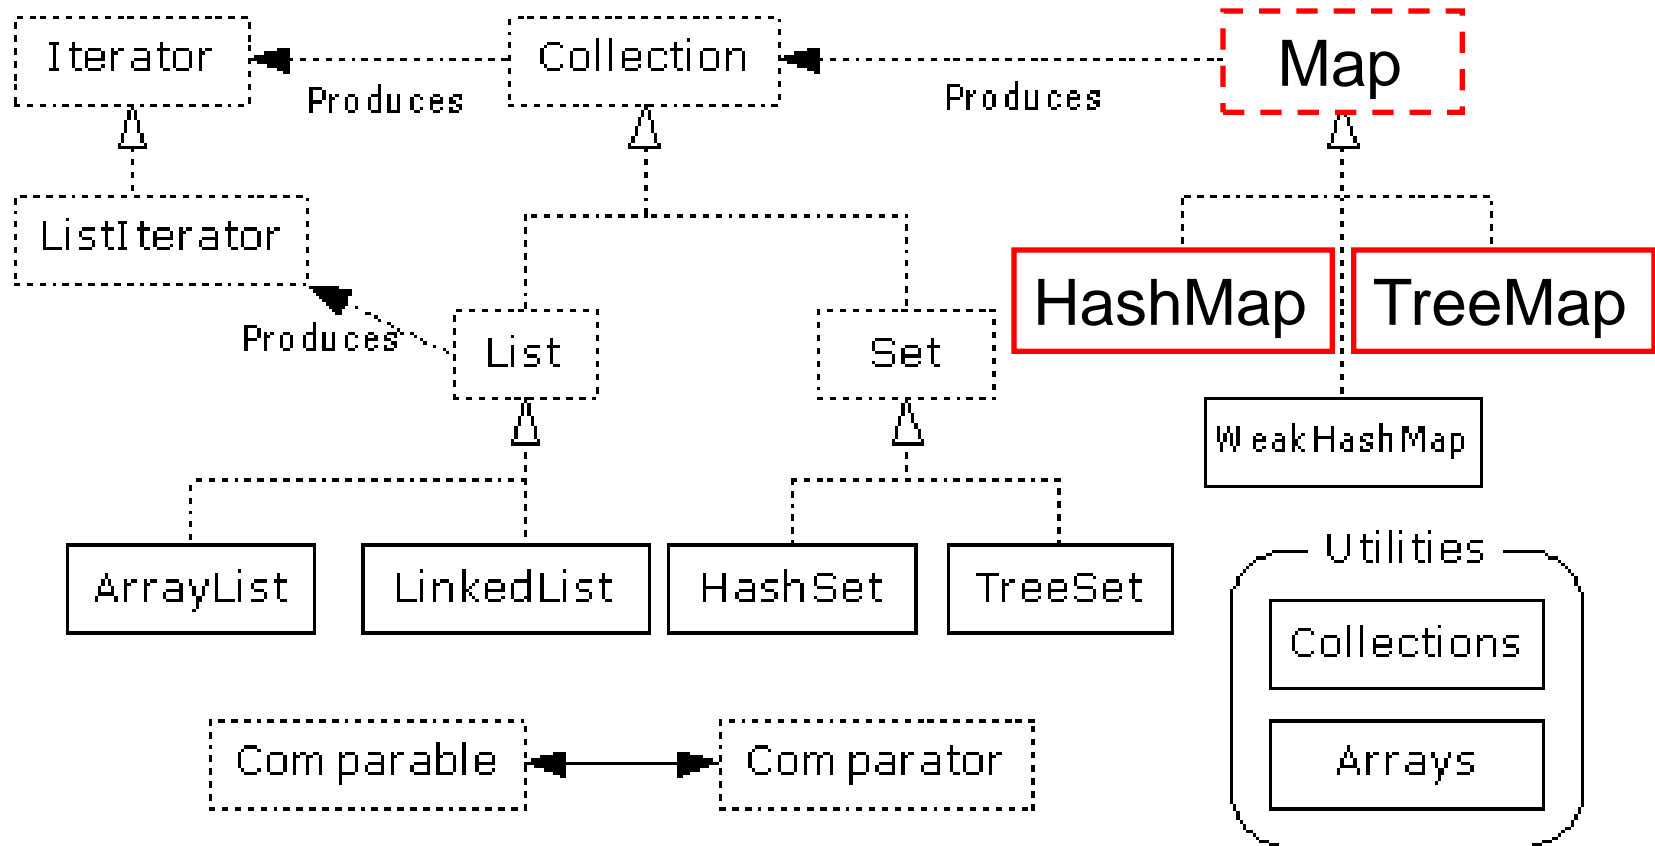 Iterator
Collection
Map
Produces
Produces
ListIterator
HashMap
TreeMap
Produces
List
Set
WeakHashMap
Utilities
ArrayList
LinkedList
HashSet
TreeSet
Collections
Comparable
Comparator
Arrays